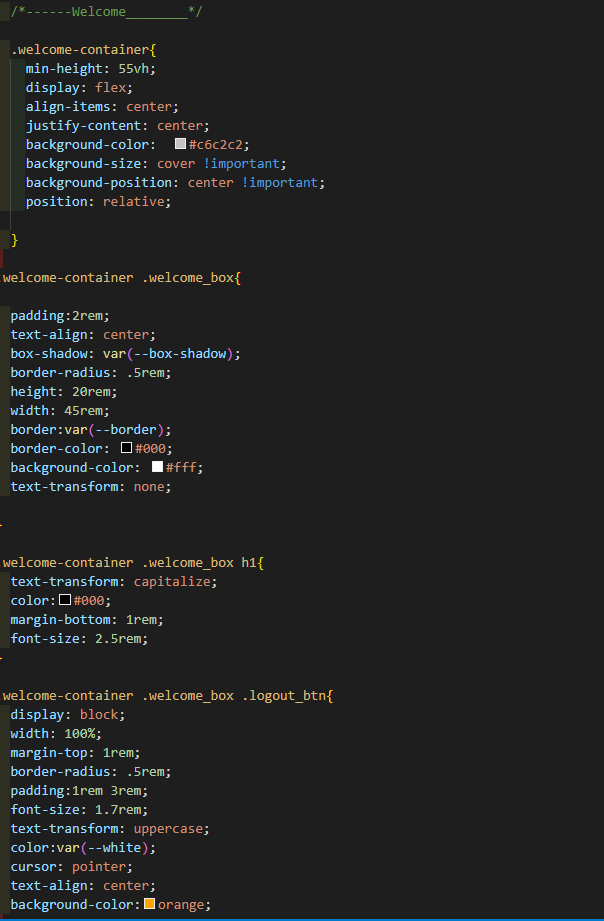 /*------Welcome________*/
.welcome-container{
min-height: 55vh;
display: flex;
align-items: center;
justify-content: center;
background-color: #c6c2c2;
background-size: cover !important;
background-position: center !important;
position: relative;
}
welcome-container .welcome_box{
padding:2rem;
text-align: center;
box-shadow: var(--box-shadow);
border-radius: .5rem;
height: 20rem;
width: 45rem;
border:var(--border);
border-color: #000;
background-color: #fff;
text-transform: none;
welcome-container .welcome_box h1{
text-transform: capitalize;
color:#000;
margin-bottom: 1rem;
font-size: 2.5rem;
welcome-container .welcome_box .logout_btn{
display: block;
width: 100%;
margin-top: 1rem;
border-radius: .5rem;
padding:1rem 3rem;
font-size: 1.7rem;
text-transform: uppercase;
color:var(--white);
cursor: pointer;
text-align: center;
background-color:orange;